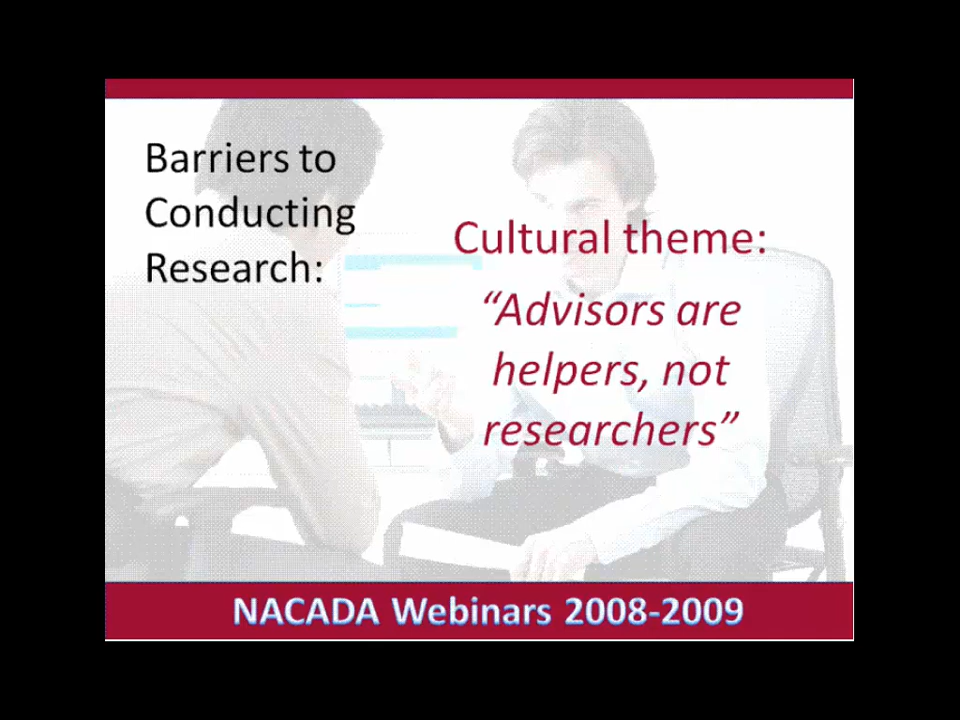 Barriers to
Conducting
Research:
Cultural theme:
“Advisors are
helpers, not
researchers”
NACADA Webinars 2008-2009